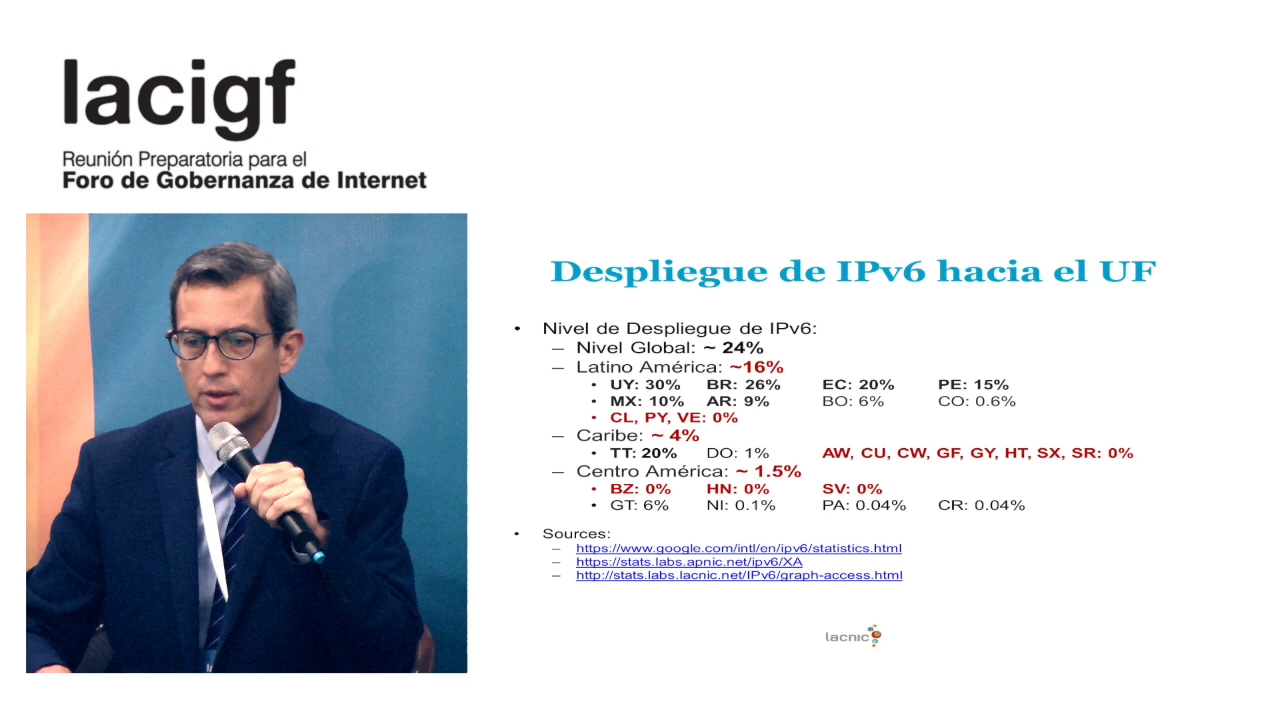 lacigf
Reunión Preparatoria para el
Foro de Gobernanza de Internet
Despliegue de IPv6 hacia el UF
• Nivel de Despliegue de IPv6:
– Nivel Global: ~ 24%
– Latino América: ~16%
• UY: 30% BR: 26% EC: 20% PE: 15%
• MX: 10% AR: 9% BO: 6% CO: 0.6%
• CL, PY, VE: 0%
– Caribe: ~ 4%
• TT: 20% DO: 1% AW, CU, CW, GF, GY, HT, SX, SR: 0%
– Centro América: ~ 1.5%
• BZ: 0% HN: 0% SV: 0%
• GT: 6% NI: 0.1% PA: 0.04% CR: 0.04%
• Sources:
– https://www.google.com/intl/en/ipv6/statistics.html
– https://stats.labs.apnic.net/ipv6/XA
– http://stats.labs.lacnic.net/IPv6/graph-access.html
lacnic